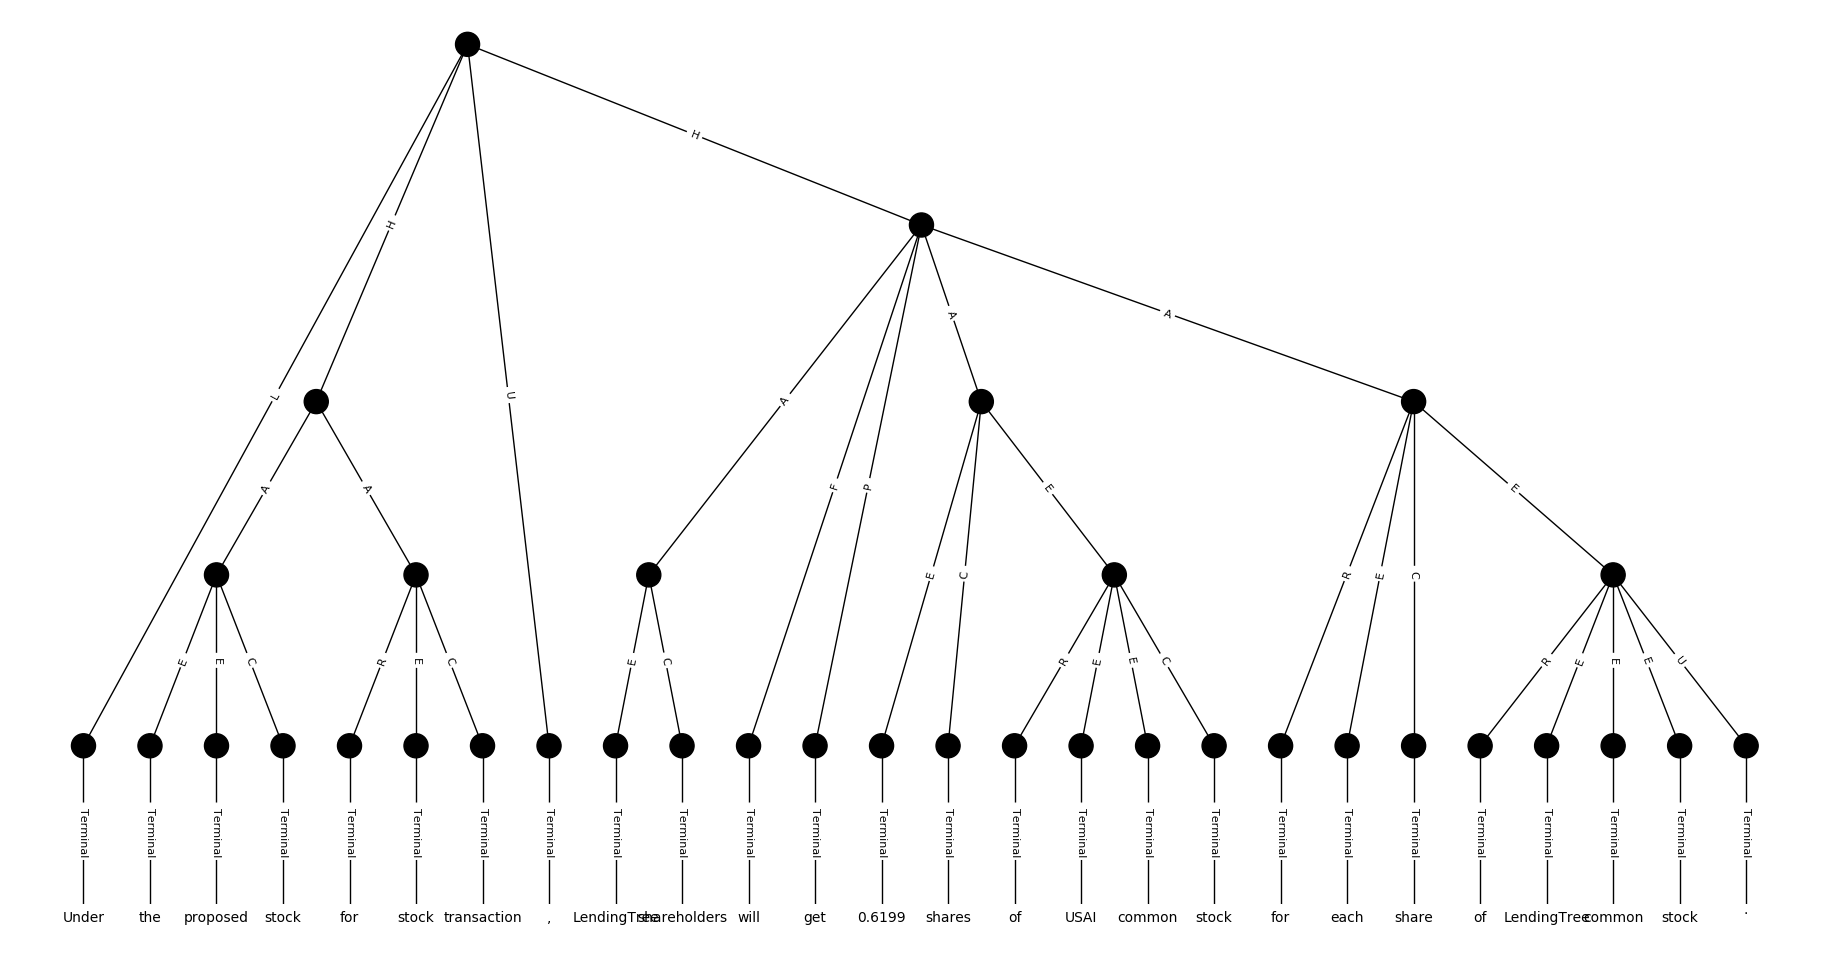 H
H
A
L
U
A
A
A
F
P
E
A
E
R
E
C
E
C
E
E
C
R
E
C
E
C
R
E
E
C
R
E
E
E
U
Terminal Terminal Terminal Terminal Terminal Terminal Terminal Terminal Terminal Terminal Terminal Terminal Terminal Terminal Terminal Terminal Terminal Terminal Terminal Terminal Terminal Terminal Terminal Terminal Terminal Terminal
Under the proposed stock for stock transaction , LendingTree shareholders will get 0.6199 shares of USAI common stock for each share of LendingTree common stock .